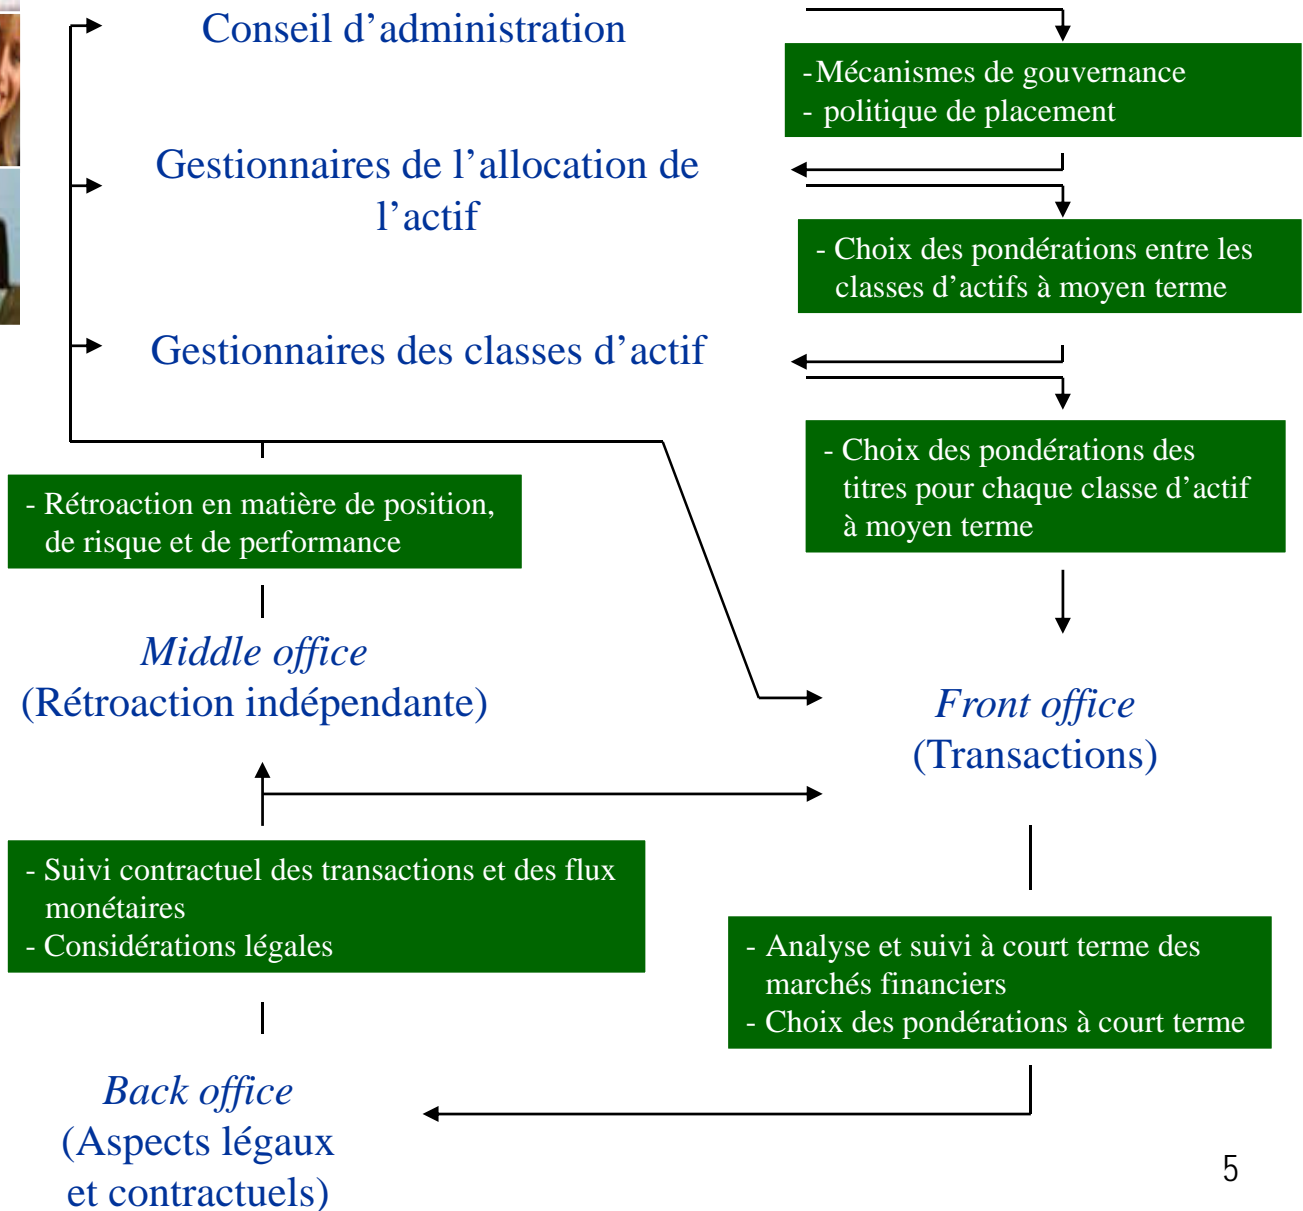 Conseil d’administration
-Mécanismes de gouvernance
- politique de placement
Gestionnaires de l’allocation de
l’actif
- Choix des pondérations entre les
classes d’actifs à moyen terme
Gestionnaires des classes d’actif
- Choix des pondérations des
titres pour chaque classe d’actif
à moyen terme
- Rétroaction en matière de position,
de risque et de performance
Middle office
(Rétroaction indépendante)
Front office
(Transactions)
- Suivi contractuel des transactions et des flux
monétaires
- Considérations légales
- Analyse et suivi à court terme des
marchés financiers
- Choix des pondérations à court terme
Back office
(Aspects légaux
et contractuels)
5